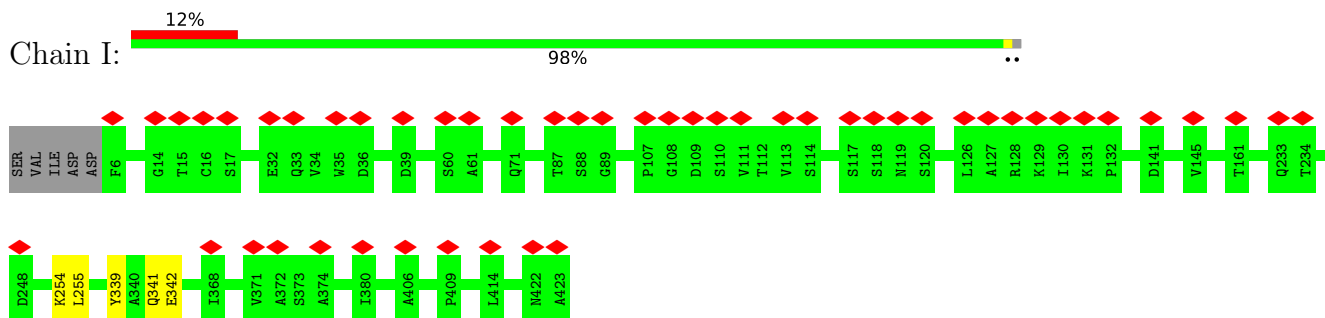 12%
Chain I:
98%
••
SER VAL ILE ASP ASP F6 G14 T15 C16 S17 E32 Q33 V34 W35 D36 D39 S60 A61 Q71 T87 S88 G89 P107 G108 D109 S110 V111 T112 V113 S114 S117 S118 N119 S120 L126 A127 R128 K129 I130 K131 P132 D141 V145 T161 Q233 T234
D248 K254 L255 Y339 A340 Q341 E342 I368 V371 A372 S373 A374 I380 A406 P409 L414 N422 A423